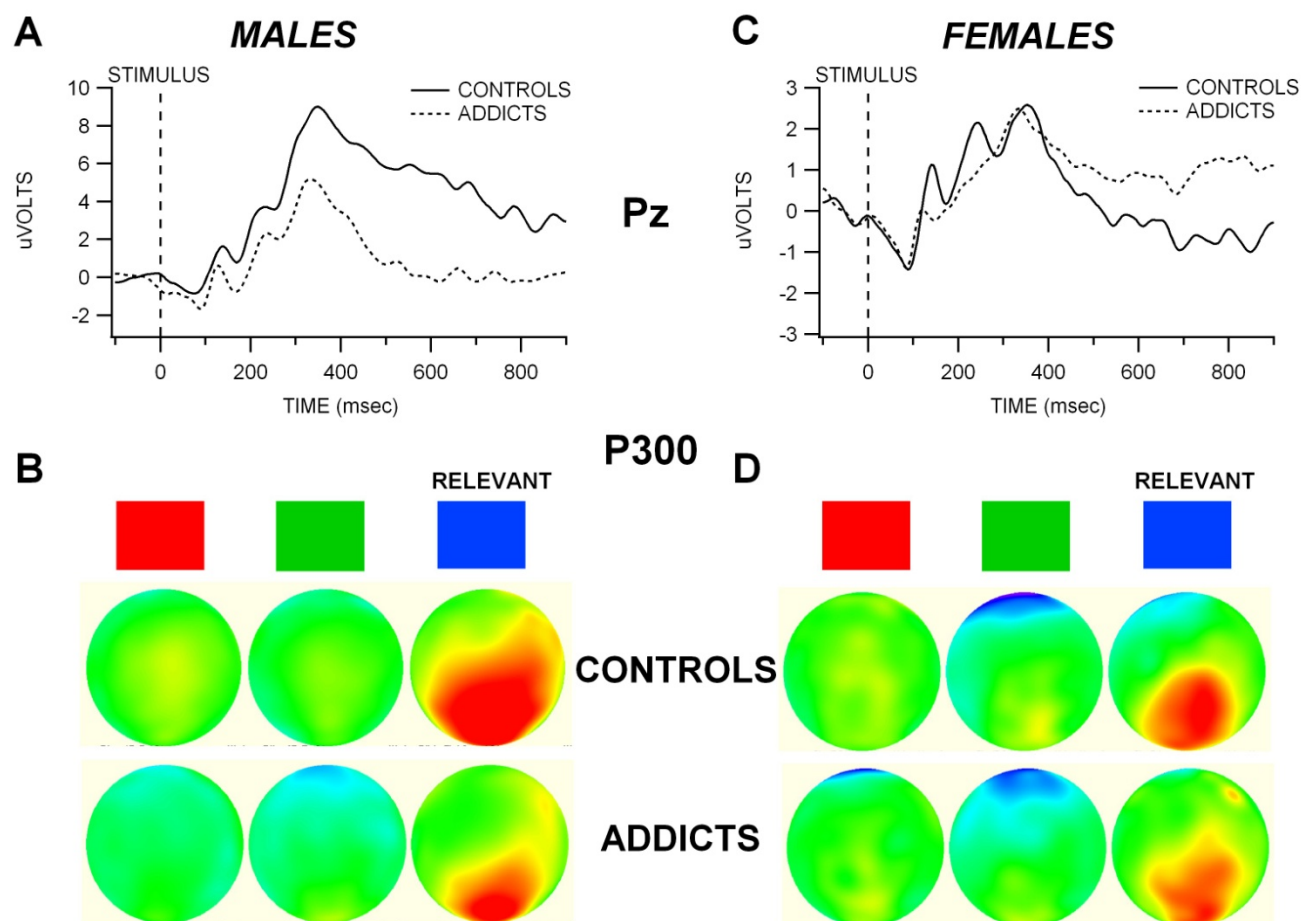 A
MALES
STIMULUS
CONTROLS
ADDICTS
10
8
6
4
2
0
-2
uVOLTS
0
200
400
600
800
TIME (msec)
Pz
C
FEMALES
STIMULUS
CONTROLS
ADDICTS
3
2
1
0
-1
-2
-3
uVOLTS
0
200
400
600
800
TIME (msec)
P300
B
RELEVANT
D
RELEVANT
CONTROLS
ADDICTS